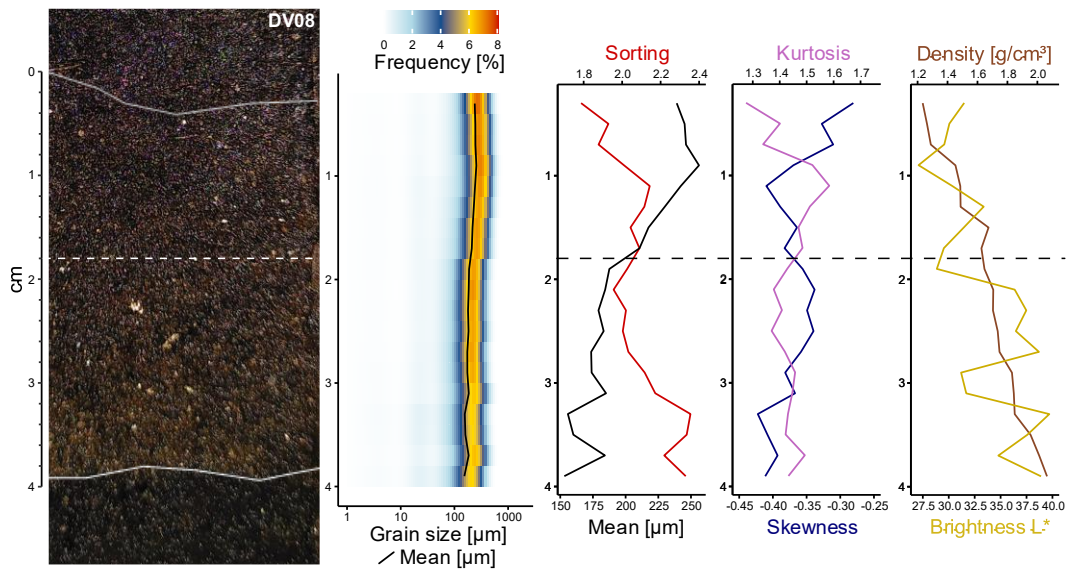 DV08
0 2 4 6 8
Frequency [%]
Sorting
Kurtosis
Density [g/cm³]
1.8 2.0 2.2 2.4
1.3 1.4 1.5 1.6 1.7
1.2 1.4 1.6 1.8 2.0
0
1
2
3
4
cm
1
2
3
4
1
2
3
4
1
2
3
4
1
2
3
4
1 10 100 1000
150 175 200 225 250
-0.45 -0.40 -0.35 -0.30 -0.25
27.5 30.0 32.5 35.0 37.5 40.0
Grain size [µm]
Mean [µm]
Mean [µm]
Skewness
Brightness L*